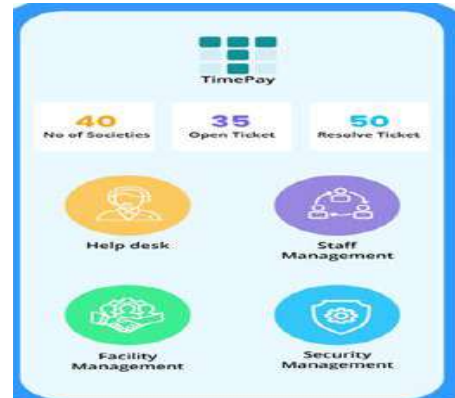 TimePay
40 35 50
No of Societies Open Ticket Resolve Ticket
Help desk Staff
Management
Facility Security
Management Management